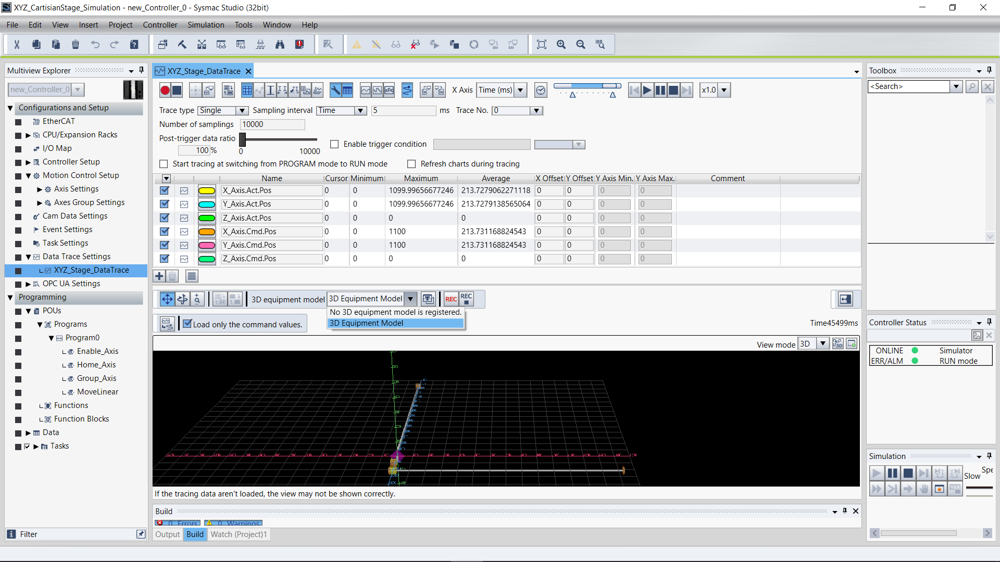 XYZ_CartisianStage_Simulation - new_Controller_0 - Sysmac Studio (32bit)
File Edit View Insert Project Controller Simulation Tools Window Help
Multiview Explorer
new_Controller_0
Configurations and Setup
EtherCAT
CPU/Expansion Racks
I/O Map
Controller Setup
Motion Control Setup
Axis Settings
Axes Group Settings
Cam Data Settings
Event Settings
Task Settings
Data Trace Settings
XYZ_Stage_DataTrace
OPC UA Settings
Programming
POUs
Programs
Program0
Enable_Axis
Home_Axis
Group_Axis
MoveLinear
Functions
Function Blocks
Data
Tasks
Filter
XYZ_Stage_DataTrace
X Axis Time (ms) x1.0
Trace type Single Sampling interval Time 5 ms Trace No. 0
Number of samplings 10000
Post-trigger data ratio
100 % 0 10000
Enable trigger condition
Start tracing at switching from PROGRAM mode to RUN mode Refresh charts during tracing
Name Cursor Minimum Maximum Average X Offset Y Offset Y Axis Min. Y Axis Max. Comment
X_Axis.Act.Pos 0 0 1099.99656677246 213.7279062271118 0 0 0 0
Y_Axis.Act.Pos 0 0 1099.99656677246 213.7279138565064 0 0 0 0
Z_Axis.Act.Pos 0 0 0 0 0 0 0 0
X_Axis.Cmd.Pos 0 0 1100 213.731168824543 0 0 0 0
Y_Axis.Cmd.Pos 0 0 1100 213.731168824543 0 0 0 0
Z_Axis.Cmd.Pos 0 0 0 0 0 0 0 0
3D equipment model 3D Equipment Model REC REC
No 3D equipment model is registered.
3D Equipment Model
Load only the command values.
Time45499ms
View mode 3D
If the tracing data aren't loaded, the view may not be shown correctly.
Build
0 Errors 0 Warnings
Output Build Watch (Project)1
Toolbox
<Search>
Controller Status
ONLINE Simulator
ERR/ALM RUN mode
Simulation
Slow Spe